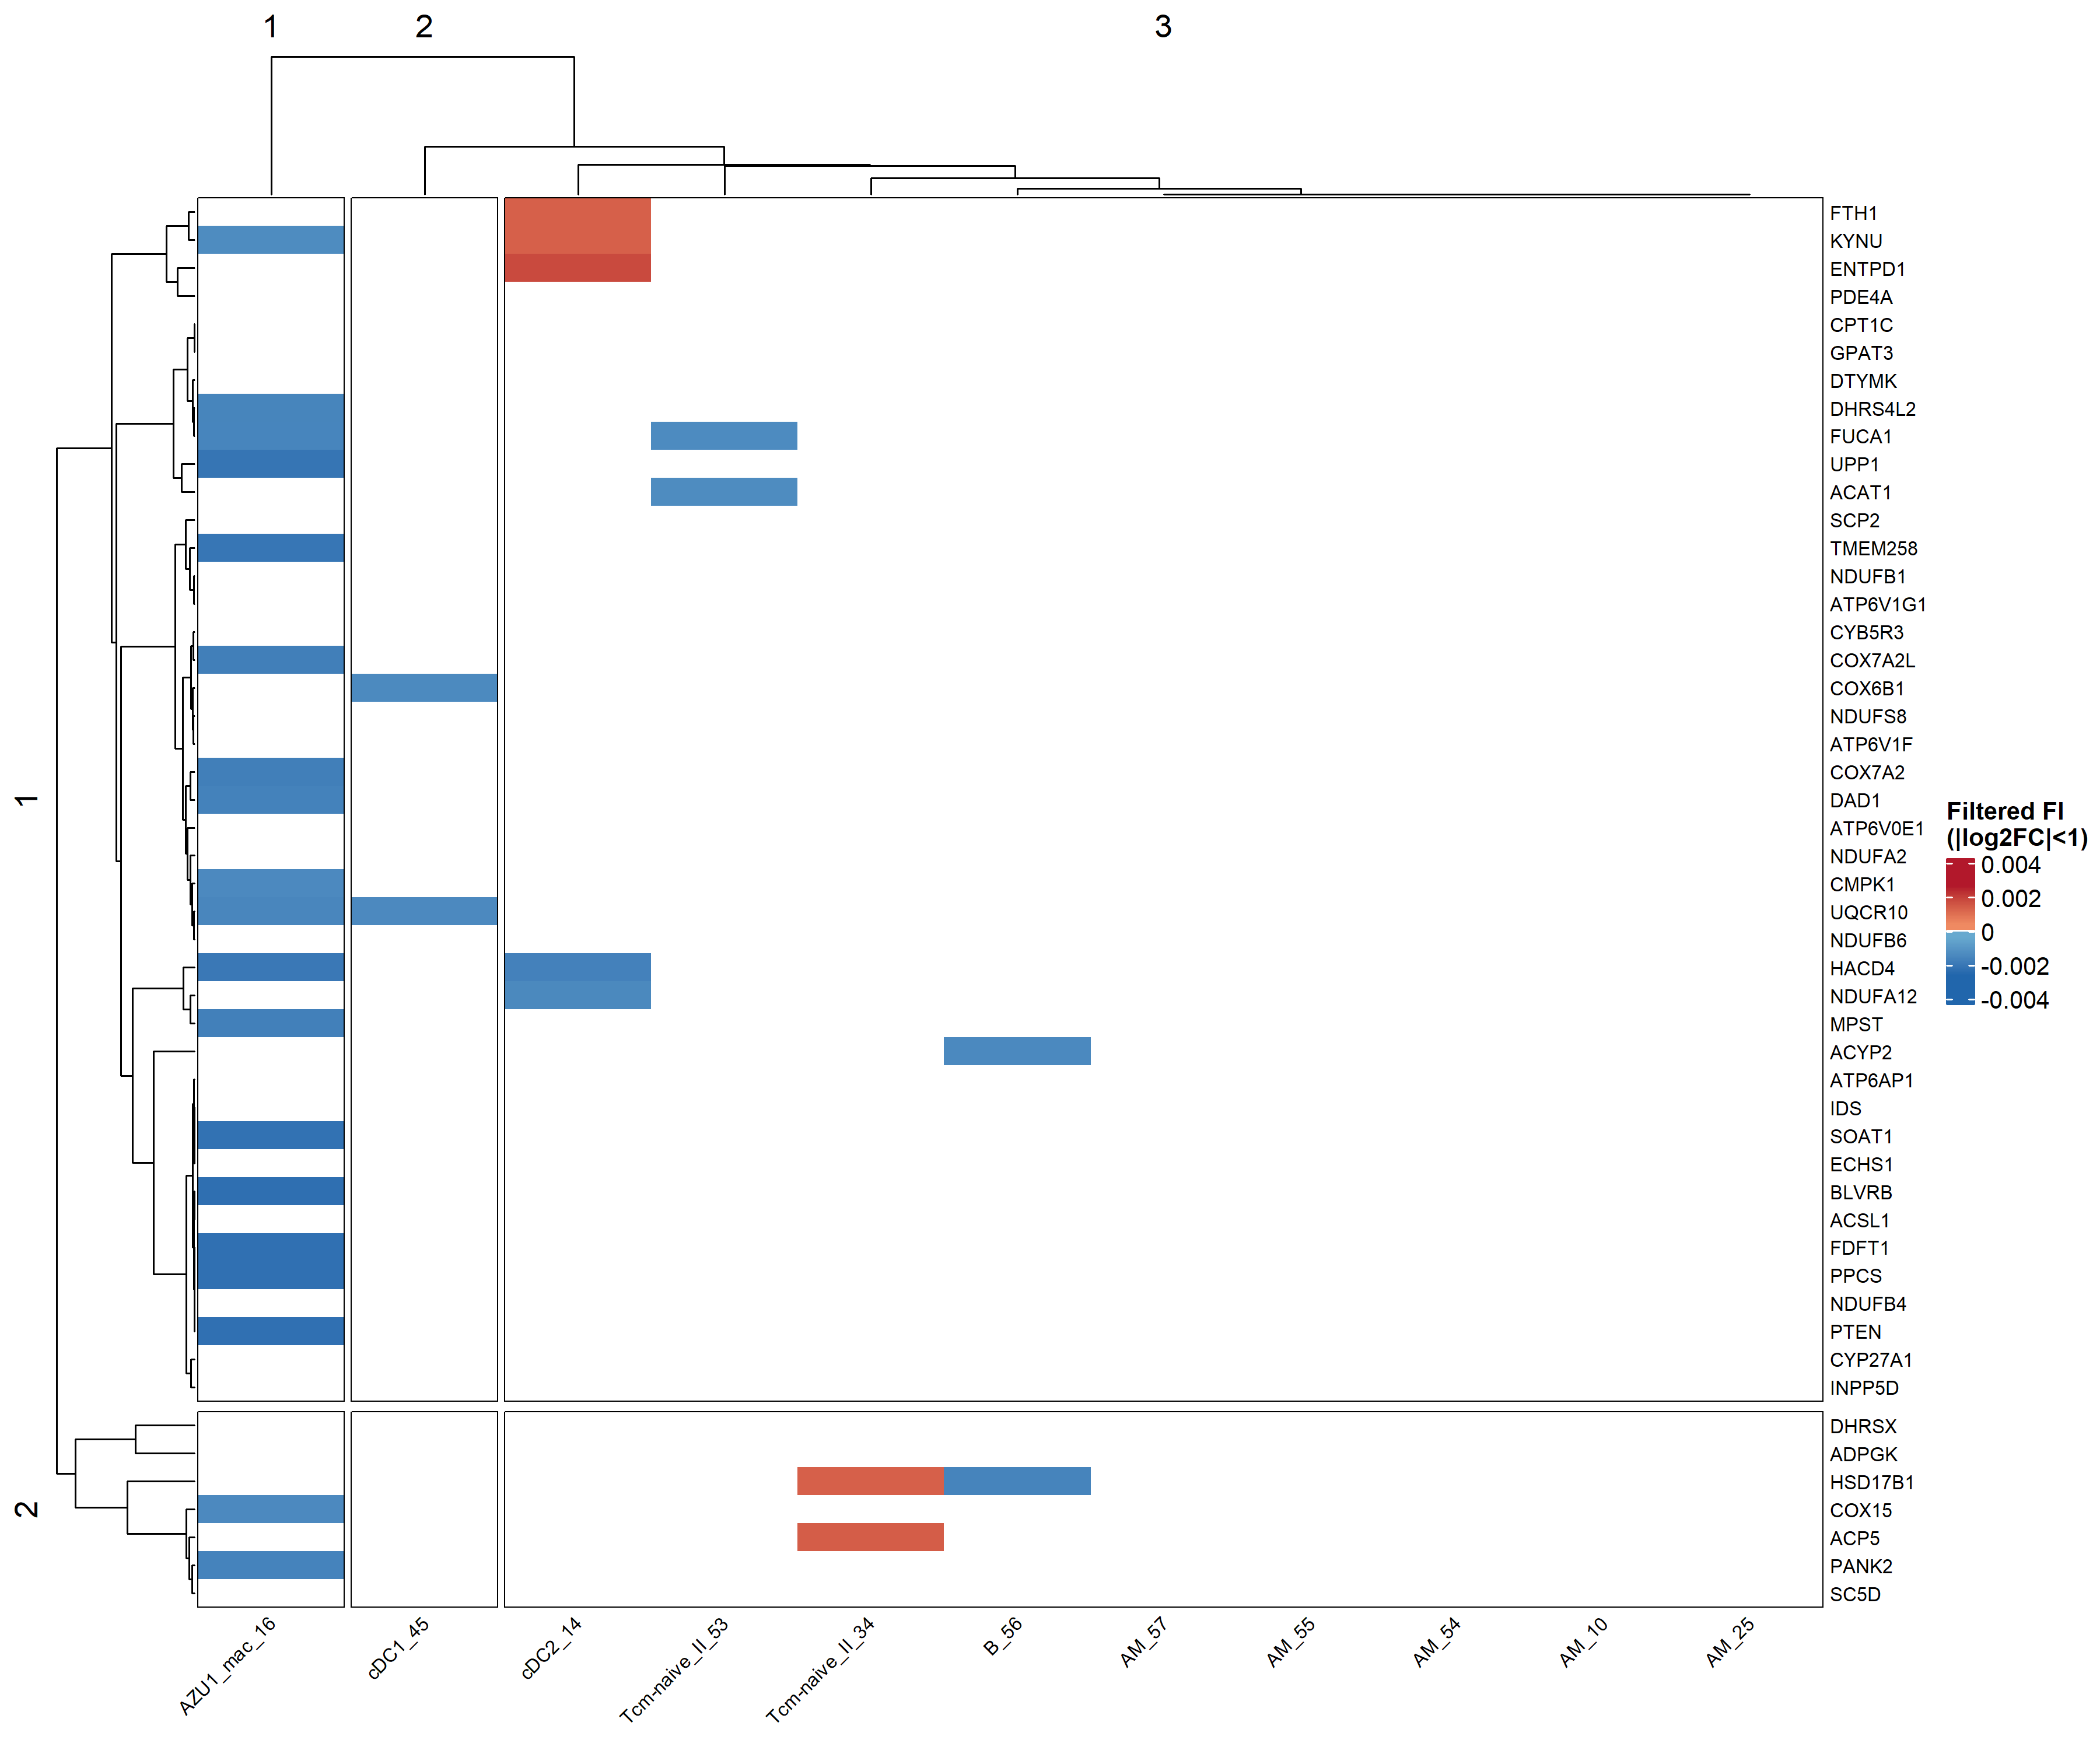 1
2
3
FTH1
KYNU
ENTPD1
PDE4A
CPT1C
GPAT3
DTYMK
DHRS4L2
FUCA1
UPP1
ACAT1
SCP2
TMEM258
NDUFB1
ATP6V1G1
CYB5R3
COX7A2L
COX6B1
NDUFS8
ATP6V1F
COX7A2
DAD1
ATP6V0E1
NDUFA2
CMPK1
UQCR10
NDUFB6
HACD4
NDUFA12
MPST
ACYP2
ATP6AP1
IDS
SOAT1
ECHS1
BLVRB
ACSL1
FDFT1
PPCS
NDUFB4
PTEN
CYP27A1
INPP5D
DHRSX
ADPGK
HSD17B1
COX15
ACP5
PANK2
SC5D
1
2
AZU1_mac_16
cDC1_45
cDC2_14
Tcm-naive_II_53
Tcm-naive_II_34
B_56
AM_57
AM_55
AM_54
AM_10
AM_25
Filtered FI
(|log2FC|<1)
0.004
0.002
0
-0.002
-0.004